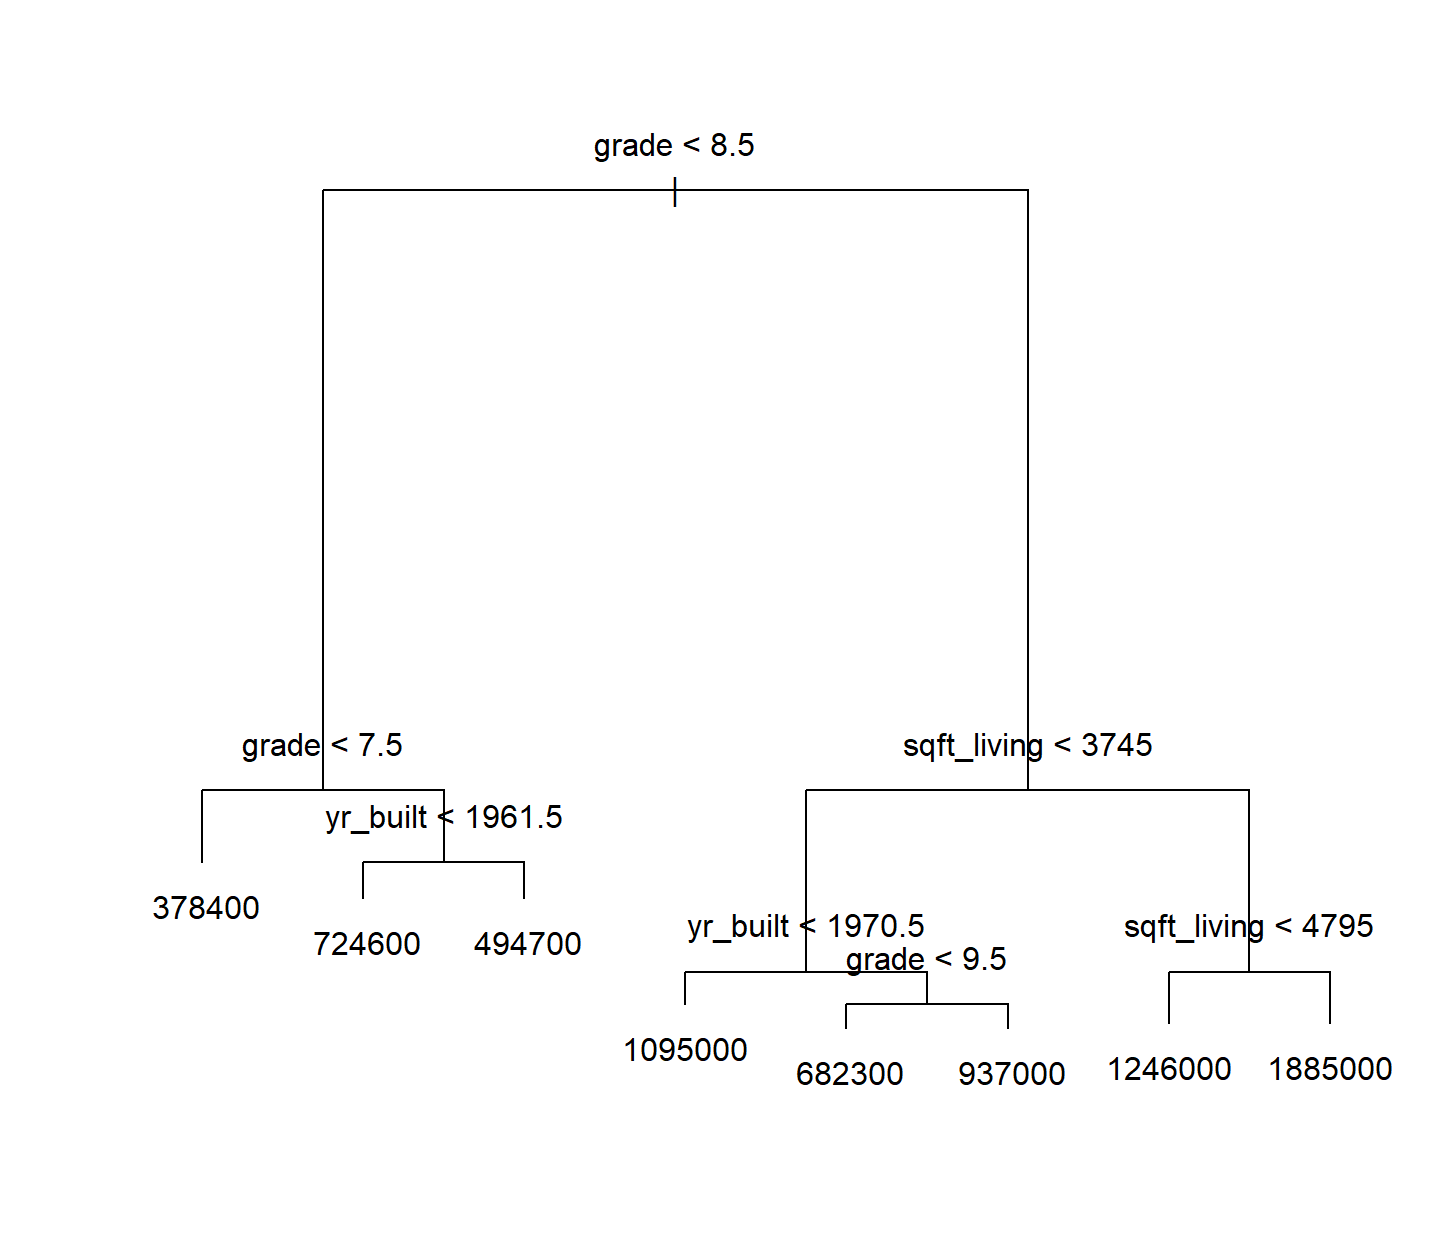 grade < 8.5
grade < 7.5
sqft_living < 3745
yr_built < 1961.5
378400
724600
494700
yr_built < 1970.5
sqft_living < 4795
grade < 9.5
1095000
682300
937000
1246000
1885000